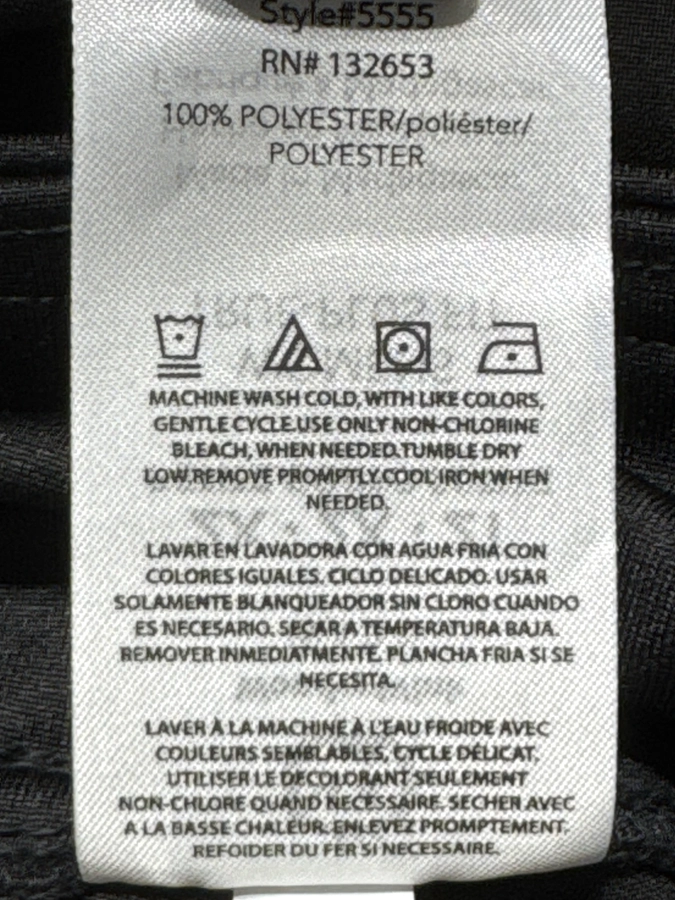 Style#5555
RN# 132653
100% POLYESTER/poliéster/
POLYESTER
MACHINE WASH COLD, WITH LIKE COLORS,
GENTLE CYCLE.USE ONLY NON-CHLORINE
BLEACH, WHEN NEEDED.TUMBLE DRY
LOW.REMOVE PROMPTLY.COOL IRON WHEN
NEEDED.
LAVAR EN LAVADORA CON AGUA FRIA CON
COLORES IGUALES. CICLO DELICADO. USAR
SOLAMENTE BLANQUEADOR SIN CLORO CUANDO
ES NECESARIO. SECAR A TEMPERATURA BAJA.
REMOVER INMEDIATMENTE. PLANCHA FRIA SI SE
NECESITA.
LAVER À LA MACHINE À L'EAU FROIDE AVEC
COULEURS SEMBLABLES, CYCLE DÉLICAT.
UTILISER LE DECOLORANT SEULEMENT
NON-CHLORE QUAND NECESSAIRE. SECHER AVEC
A LA BASSE CHALEUR. ENLEVEZ PROMPTEMENT.
REFOIDER DU FER SI NECESSAIRE.